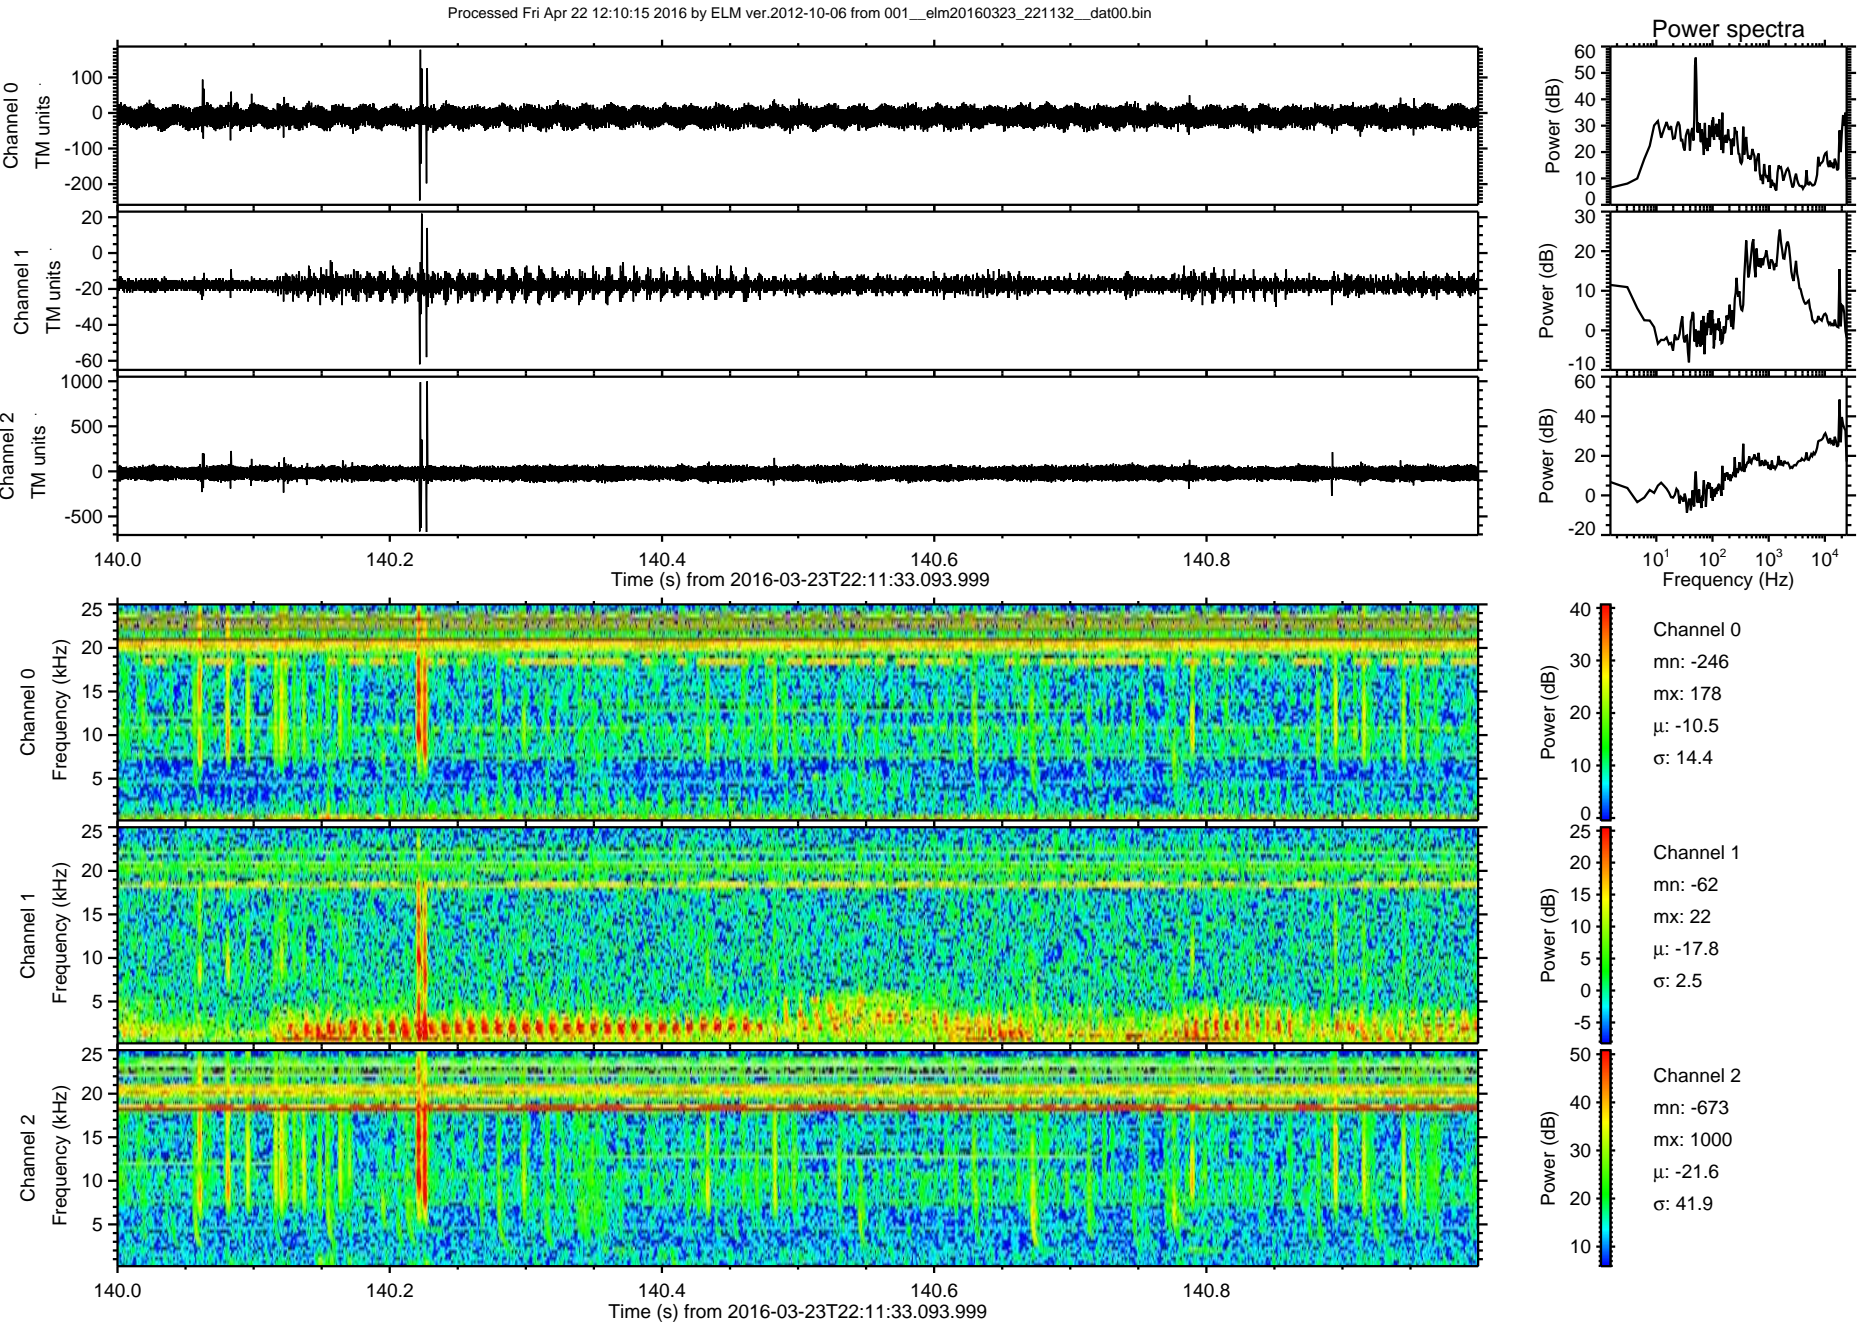 Processed Fri Apr 22 12:10:15 2016 by ELM ver.2012-10-06 from 001__elm20160323_221132__dat00.bin
Power spectra
Channel 0
TM units
100
0
-100
-200
Power (dB)
60
50
40
30
20
10
0
Channel 1
TM units
20
0
-20
-40
-60
Power (dB)
30
20
10
0
-10
Channel 2
TM units
1000
500
0
-500
Power (dB)
60
40
20
0
-20
140.0 140.2 140.4 140.6 140.8
Time (s) from 2016-03-23T22:11:33.093.999
10^1 10^2 10^3 10^4
Frequency (Hz)
Channel 0
Frequency (kHz)
25
20
15
10
5
Power (dB)
40
30
20
10
0
Channel 0
mn: -246
mx: 178
μ: -10.5
σ: 14.4
Channel 1
Frequency (kHz)
25
20
15
10
5
Power (dB)
25
20
15
10
5
0
-5
Channel 1
mn: -62
mx: 22
μ: -17.8
σ: 2.5
Channel 2
Frequency (kHz)
25
20
15
10
5
Power (dB)
50
40
30
20
10
Channel 2
mn: -673
mx: 1000
μ: -21.6
σ: 41.9
140.0 140.2 140.4 140.6 140.8
Time (s) from 2016-03-23T22:11:33.093.999